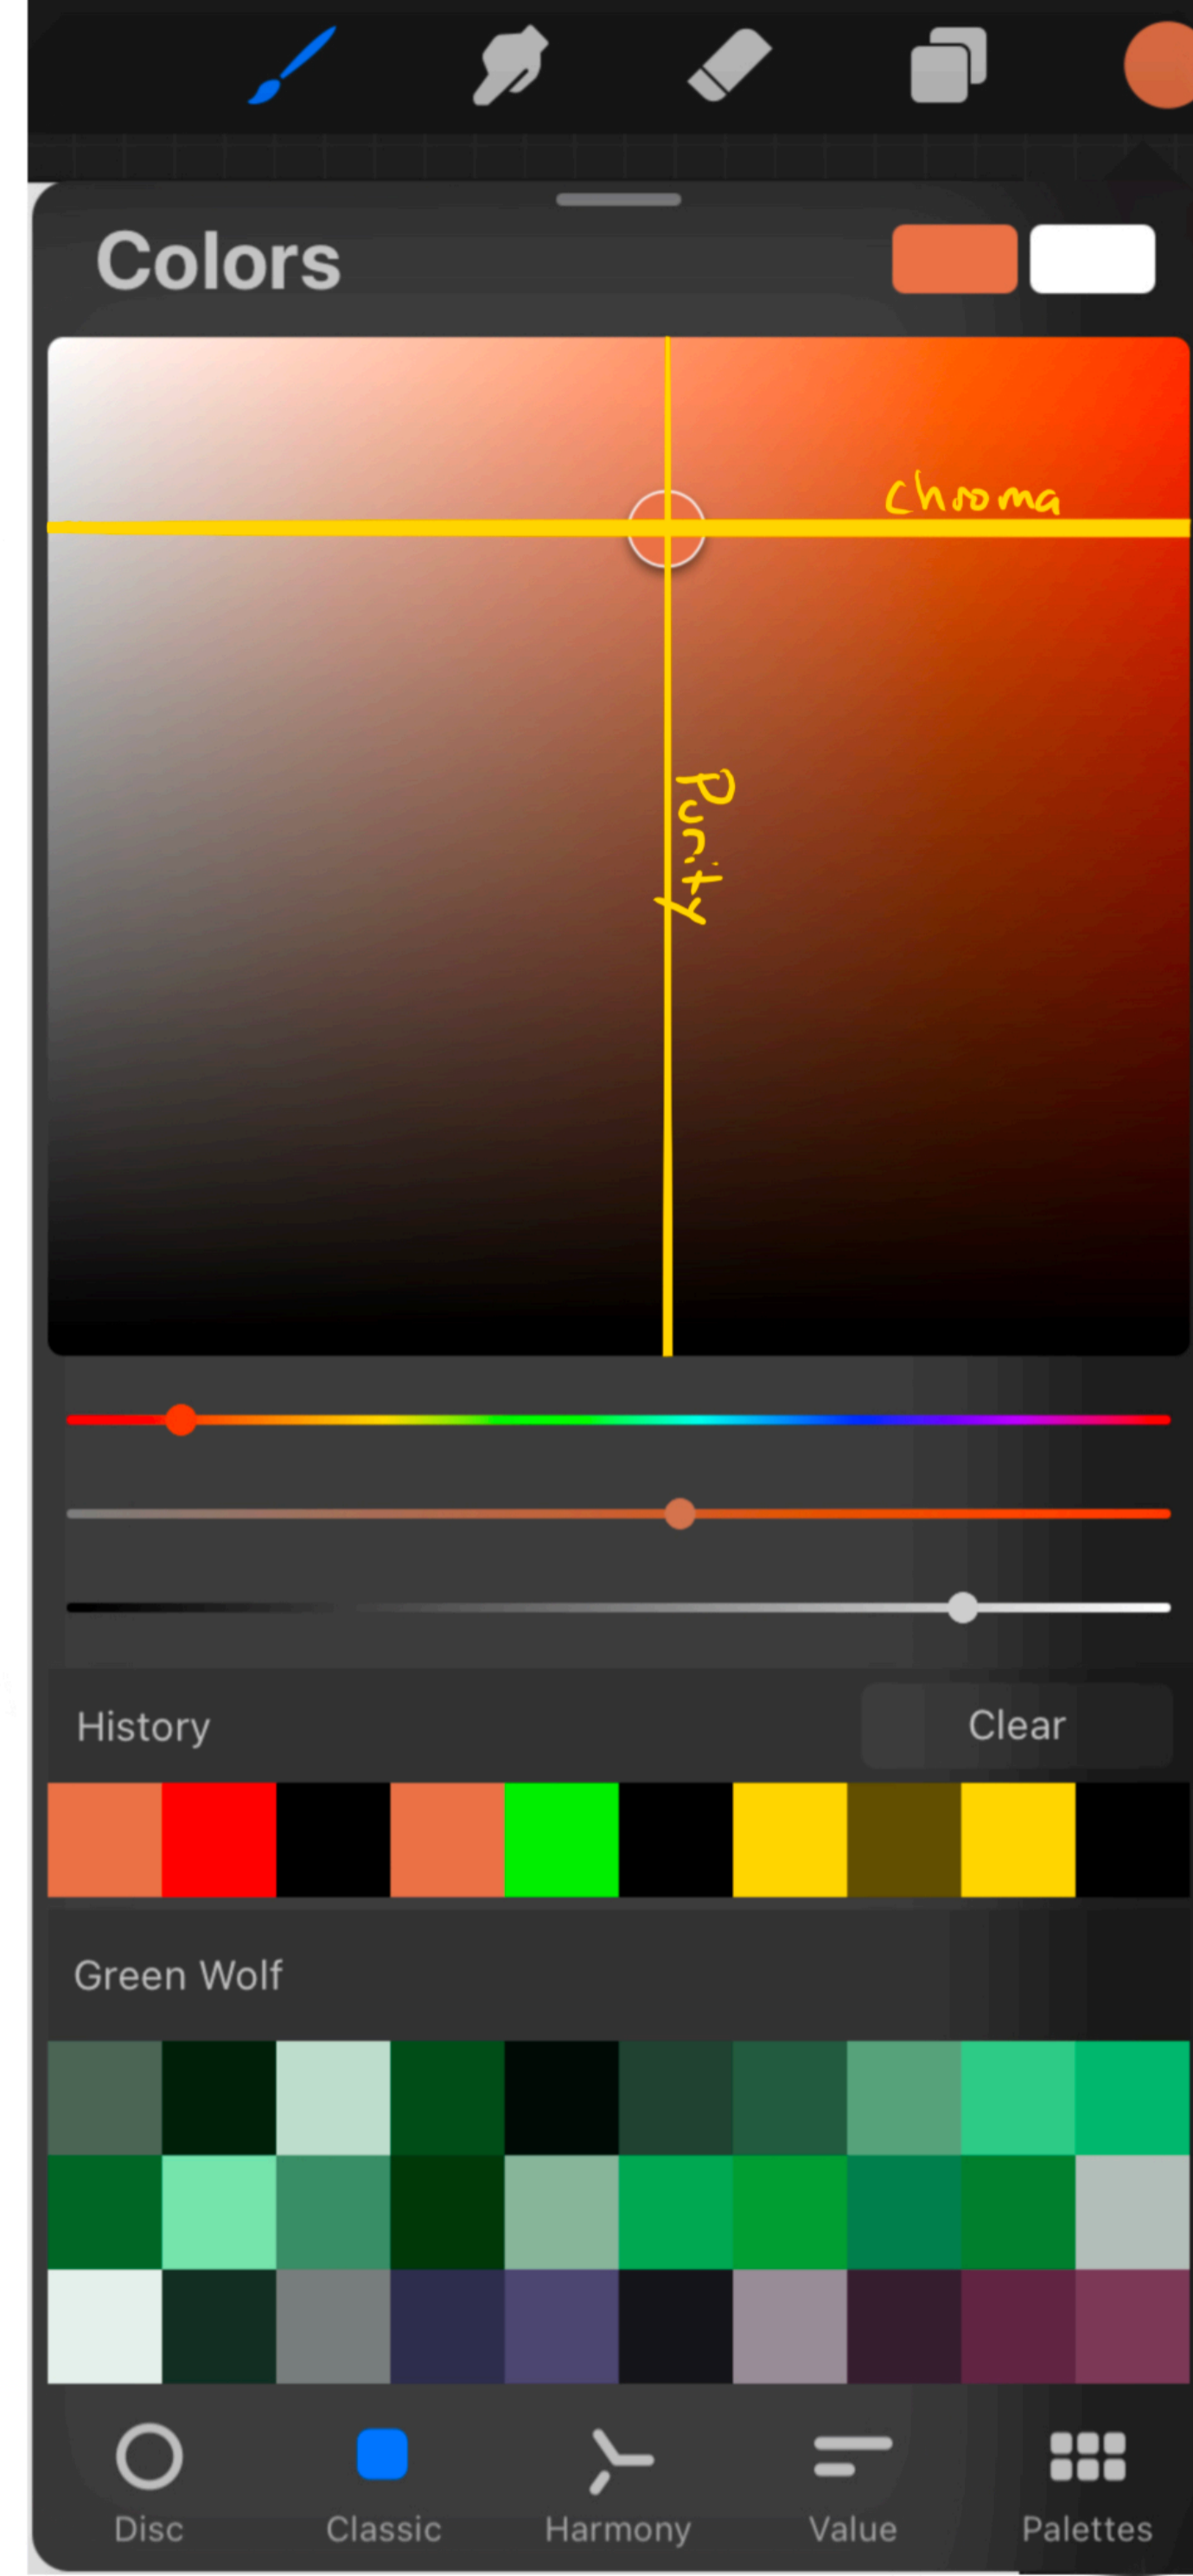 Colors
chroma
Purity
History
Clear
Green Wolf
Disc
Classic
Harmony
Value
Palettes